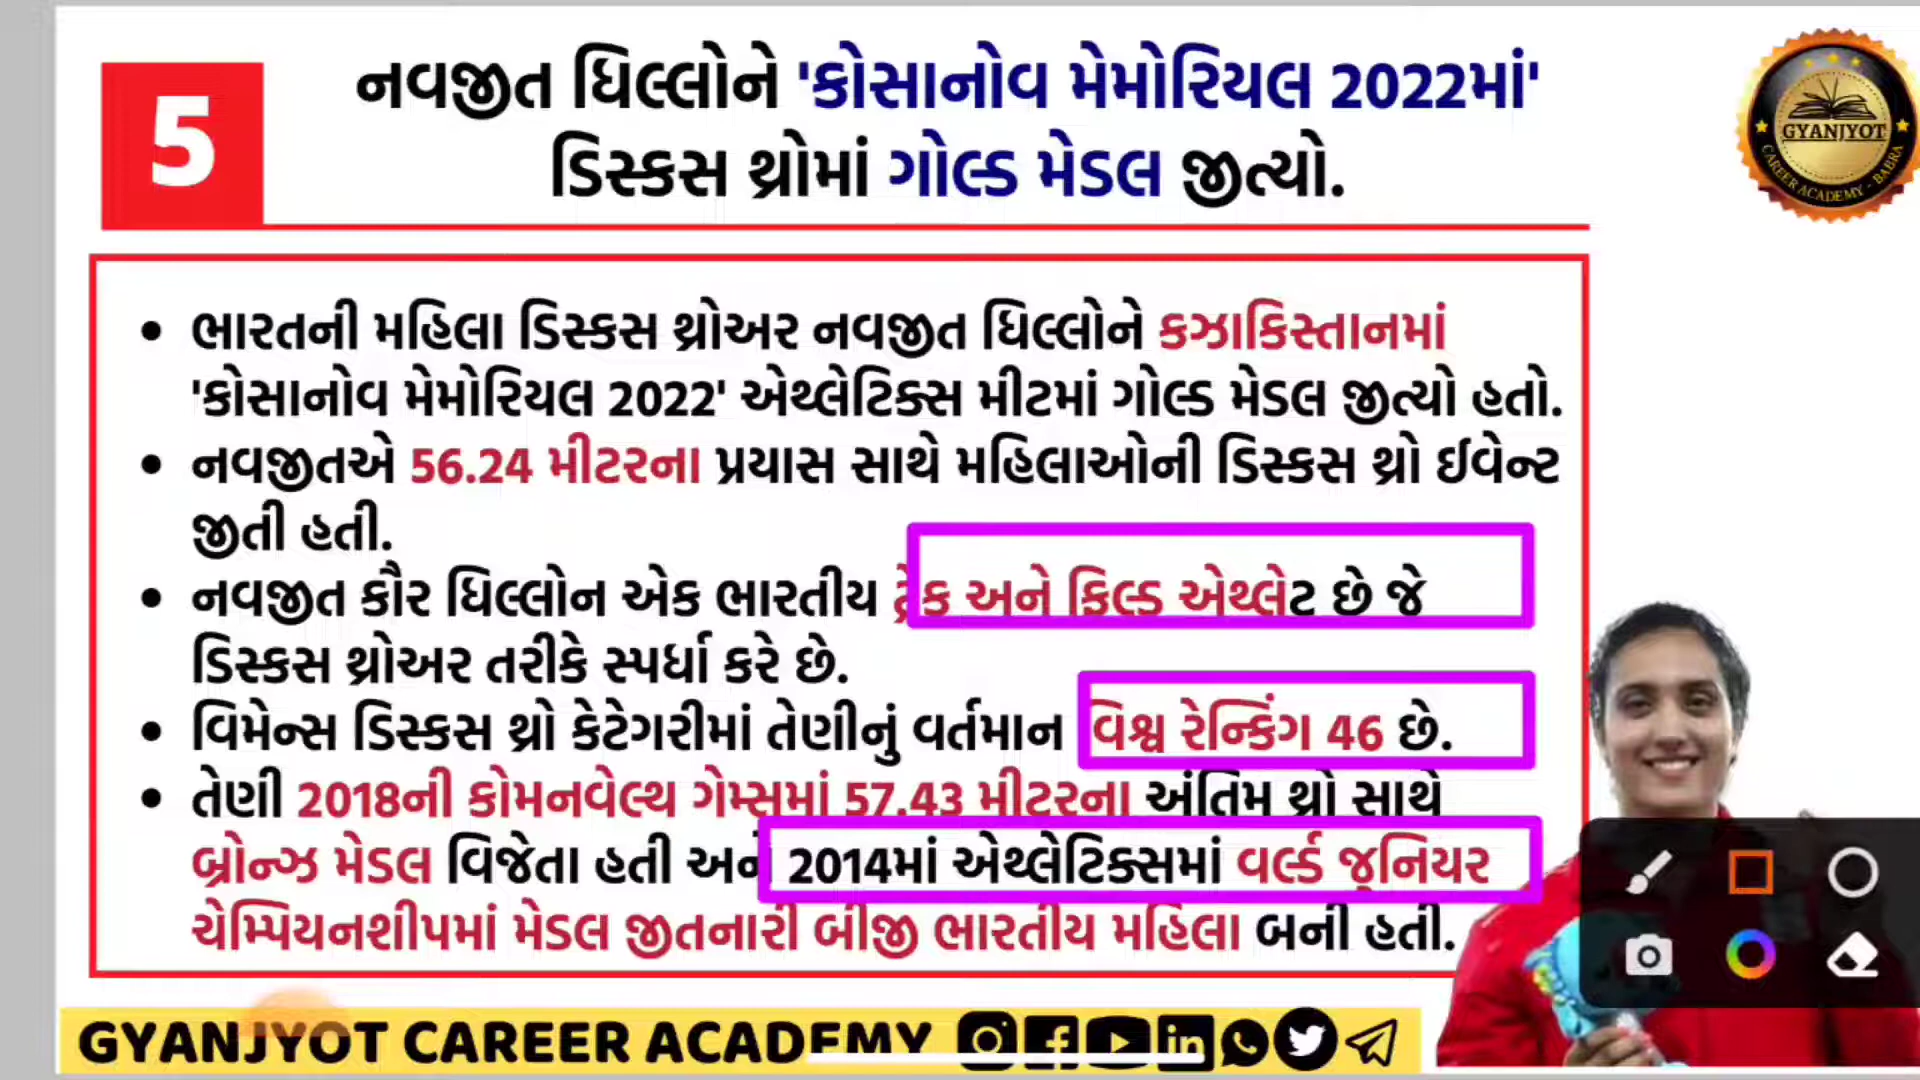 5
નવજીત ધિલ્લોને 'કોસાનોવ મેમોરિયલ 2022માં'
ડિસ્કસ થ્રોમાં ગોલ્ડ મેડલ જીત્યો.
GYANJYOT
CAREER ACADEMY - BABRA
• ભારતની મહિલા ડિસ્કસ થ્રોઅર નવજીત ધિલ્લોને કઝાકિસ્તાનમાં
'કોસાનોવ મેમોરિયલ 2022' એથ્લેટિક્સ મીટમાં ગોલ્ડ મેડલ જીત્યો હતો.
• નવજીતએ 56.24 મીટરના પ્રયાસ સાથે મહિલાઓની ડિસ્કસ થ્રો ઈવેન્ટ
જીતી હતી.
• નવજીત કૌર ધિલ્લોન એક ભારતીય ટ્રેક અને ફિલ્ડ એથ્લેટ છે જે
ડિસ્કસ થ્રોઅર તરીકે સ્પર્ધા કરે છે.
• વિમેન્સ ડિસ્કસ થ્રો કેટેગરીમાં તેણીનું વર્તમાન વિશ્વ રેન્કિંગ 46 છે.
• તેણી 2018ની કોમનવેલ્થ ગેમ્સમાં 57.43 મીટરના અંતિમ થ્રો સાથે
બ્રોન્ઝ મેડલ વિજેતા હતી અને 2014માં એથ્લેટિક્સમાં વર્લ્ડ જુનિયર
ચેમ્પિયનશીપમાં મેડલ જીતનારી બીજી ભારતીય મહિલા બની હતી.
GYANJYOT CAREER ACADEMY